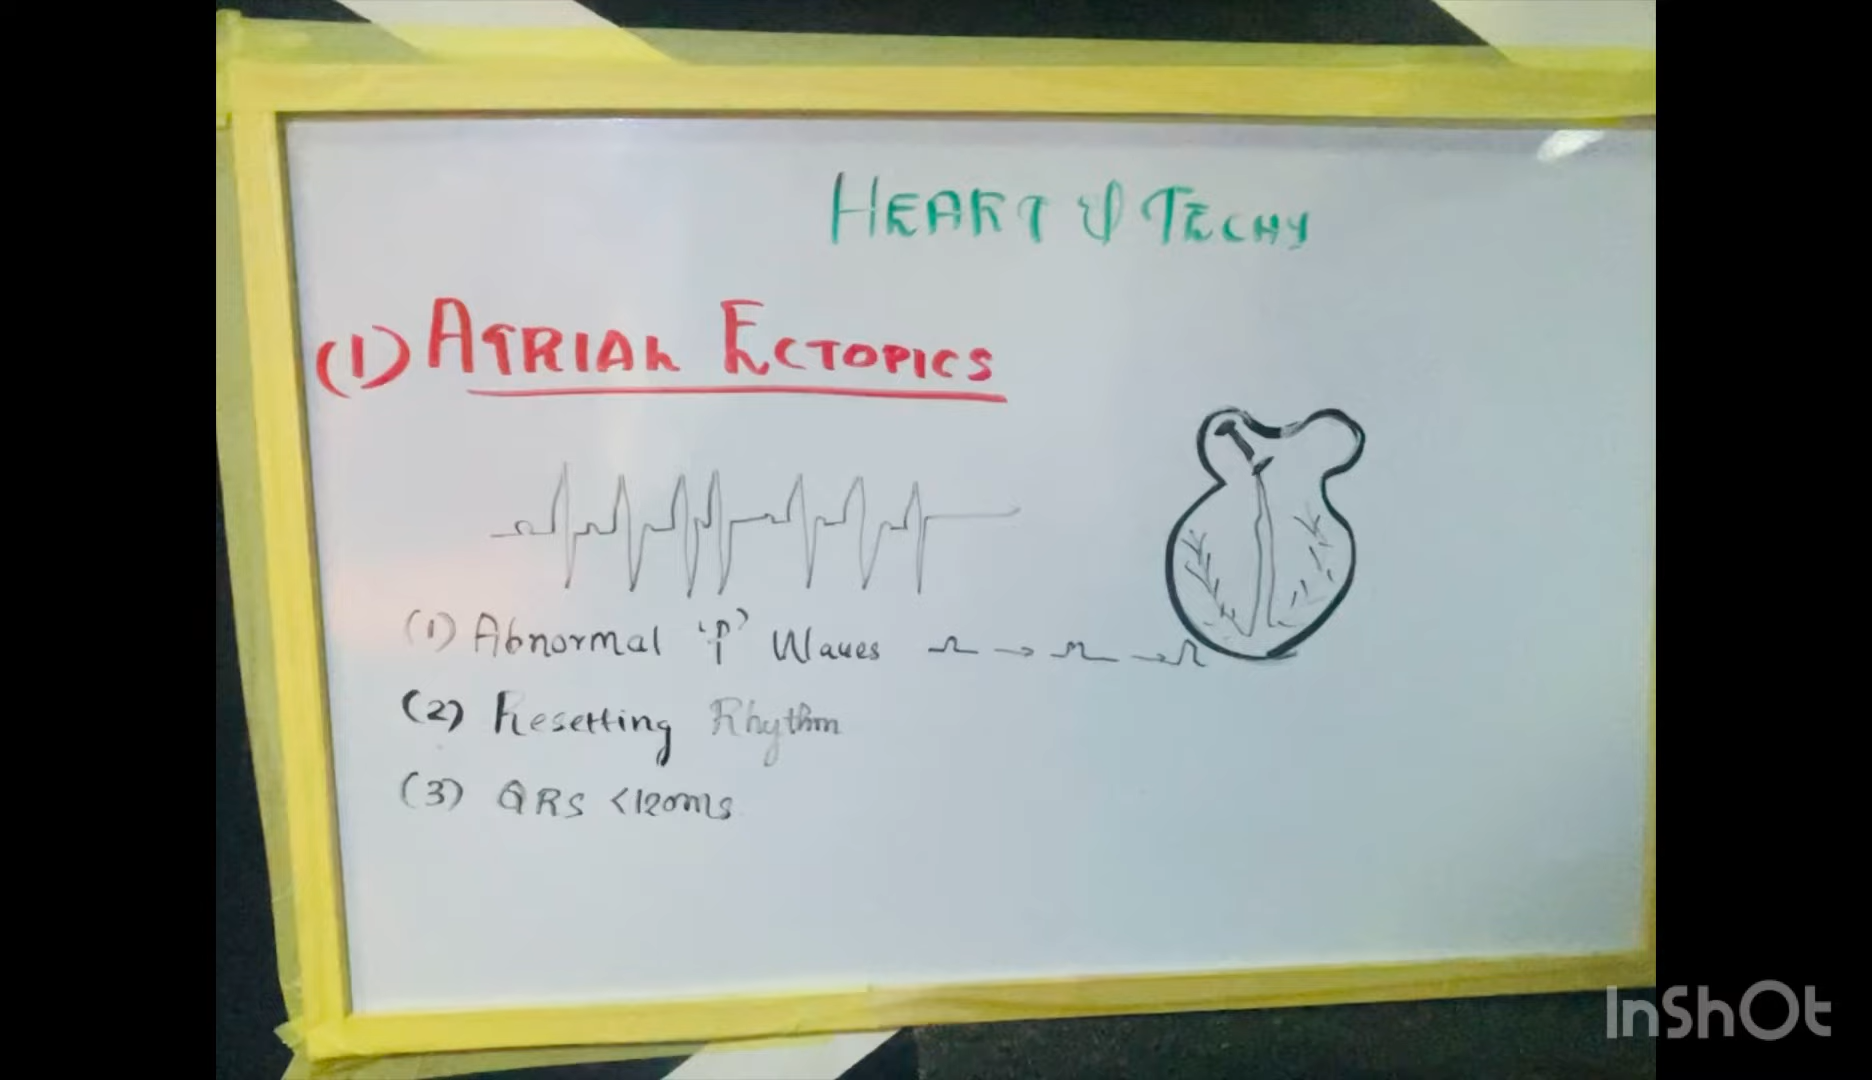 HEART & TECHY
(1) ATRIAL ECTOPICS
(1) Abnormal 'P' Waves
(2) Resetting Rhythm
(3) QRS <120ms
InShOt